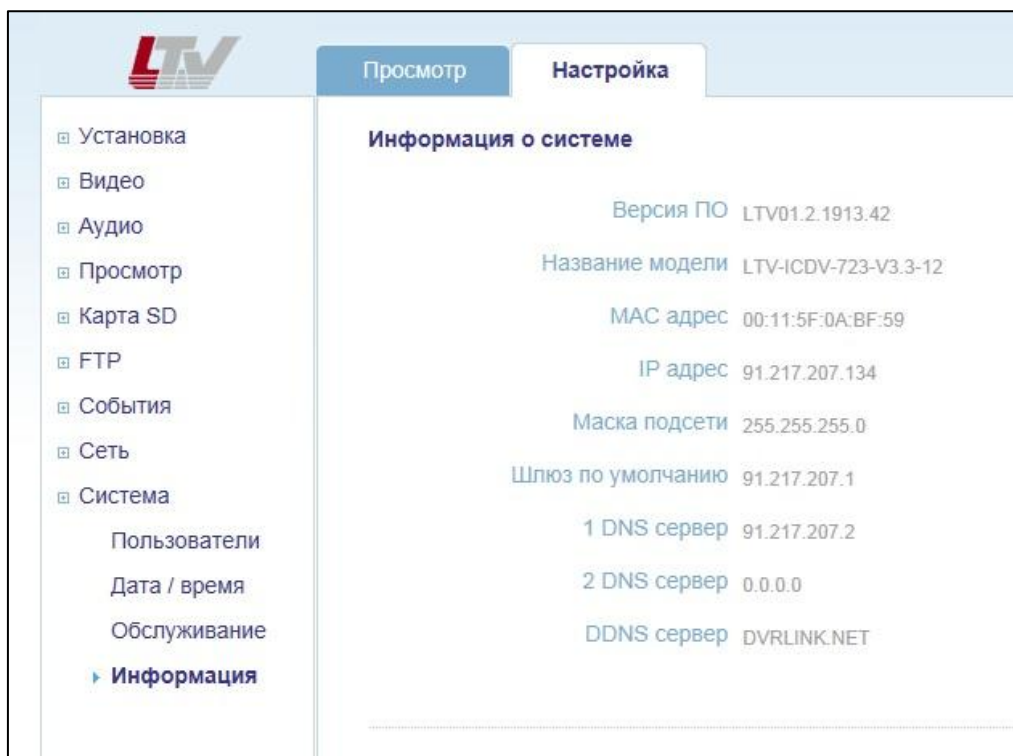 LTV
Просмотр
Настройка
Установка
Видео
Аудио
Просмотр
Карта SD
FTP
События
Сеть
Система
Пользователи
Дата / время
Обслуживание
Информация
Информация о системе
Версия ПО LTV01.2.1913.42
Название модели LTV-ICDV-723-V3.3-12
MAC адрес 00:11:5F:0A:BF:59
IP адрес 91.217.207.134
Маска подсети 255.255.255.0
Шлюз по умолчанию 91.217.207.1
1 DNS сервер 91.217.207.2
2 DNS сервер 0.0.0.0
DDNS сервер DVRLINK.NET